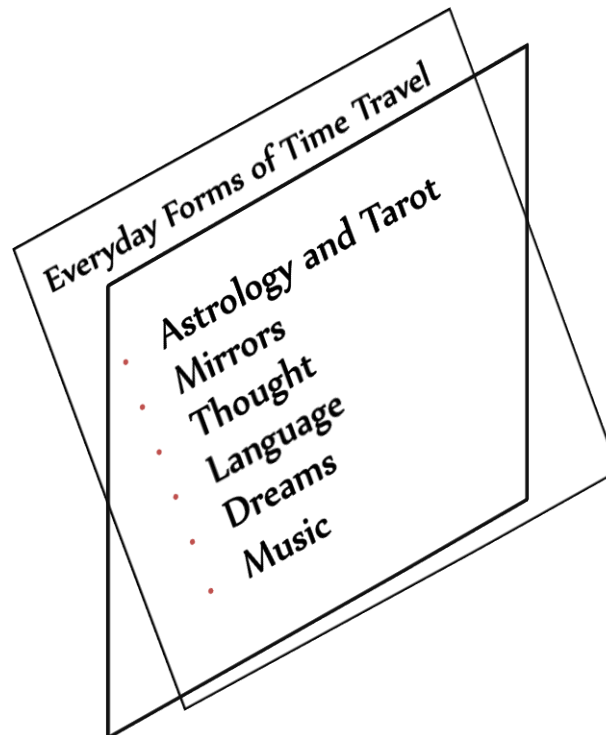 Everyday Forms of Time Travel
Astrology and Tarot
Mirrors
Thought
Language
Dreams
Music